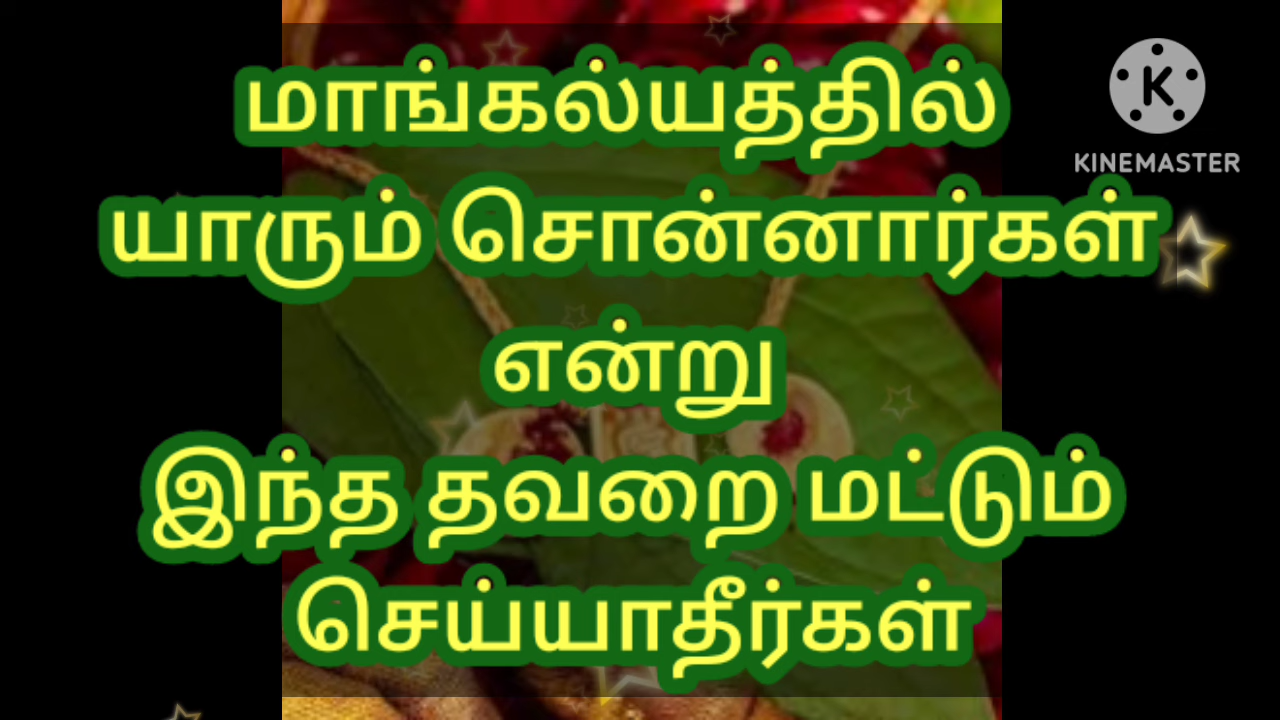 மாங்கல்யத்தில்
KINEMASTER
யாரும் சொன்னார்கள்
என்று
இந்த தவறை மட்டும்
செய்யாதீர்கள்